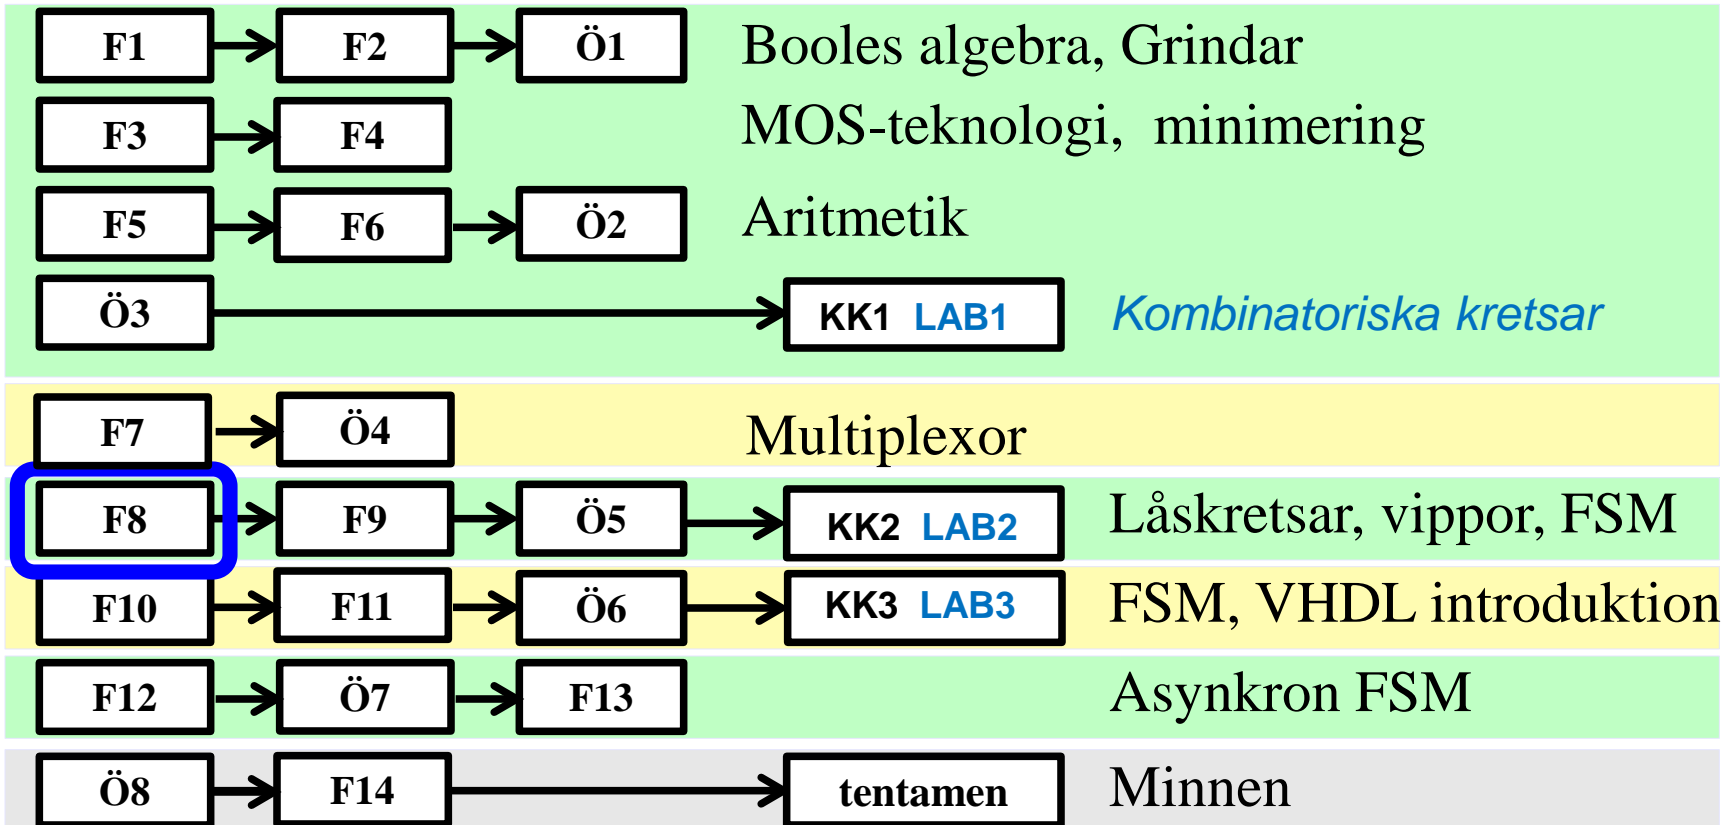 F1 F2 Ö1 Booles algebra, Grindar
F3 F4 MOS-teknologi, minimering
F5 F6 Ö2 Aritmetik
Ö3 KK1 LAB1 Kombinatoriska kretsar
F7 Ö4 Multiplexor
F8 F9 Ö5 KK2 LAB2 Låskretsar, vippor, FSM
F10 F11 Ö6 KK3 LAB3 FSM, VHDL introduktion
F12 Ö7 F13 Asynkron FSM
Ö8 F14 tentamen Minnen